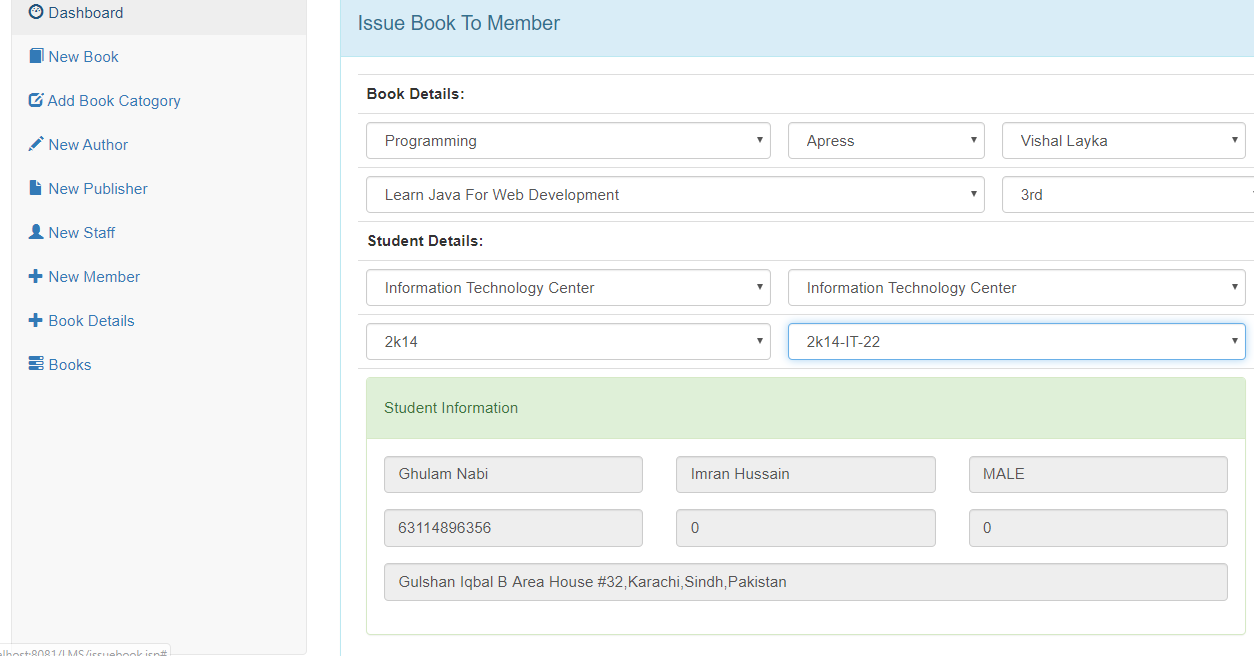 Dashboard
New Book
Add Book Catogory
New Author
New Publisher
New Staff
New Member
Book Details
Books
Issue Book To Member
Book Details:
Programming
Apress
Vishal Layka
Learn Java For Web Development
3rd
Student Details:
Information Technology Center
Information Technology Center
2k14
2k14-IT-22
Student Information
Ghulam Nabi
Imran Hussain
MALE
63114896356
0
0
Gulshan Iqbal B Area House #32,Karachi,Sindh,Pakistan
alhost:8081/LMS/issuebook.jsp#